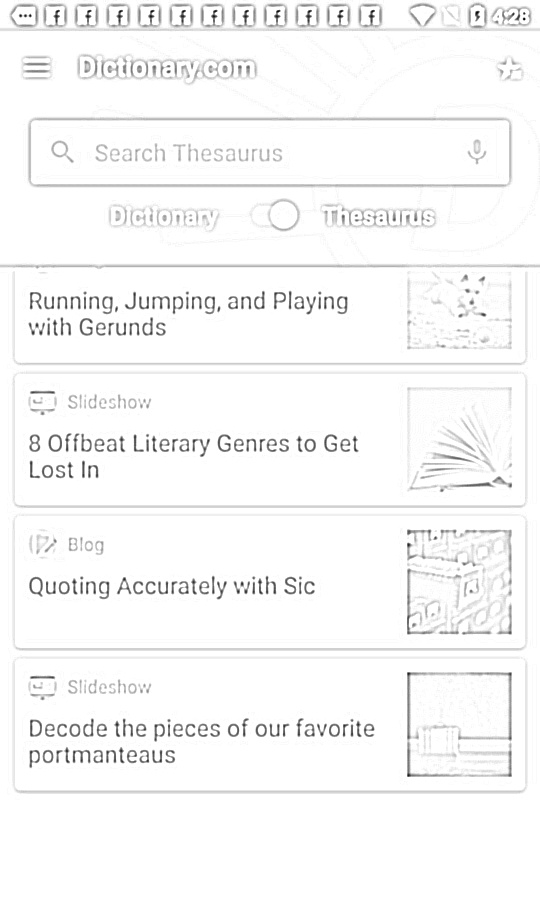 4:28
Dictionary.com
Search Thesaurus
Dictionary Thesaurus
Running, Jumping, and Playing
with Gerunds
Slideshow
8 Offbeat Literary Genres to Get
Lost In
Blog
Quoting Accurately with Sic
Slideshow
Decode the pieces of our favorite
portmanteaus